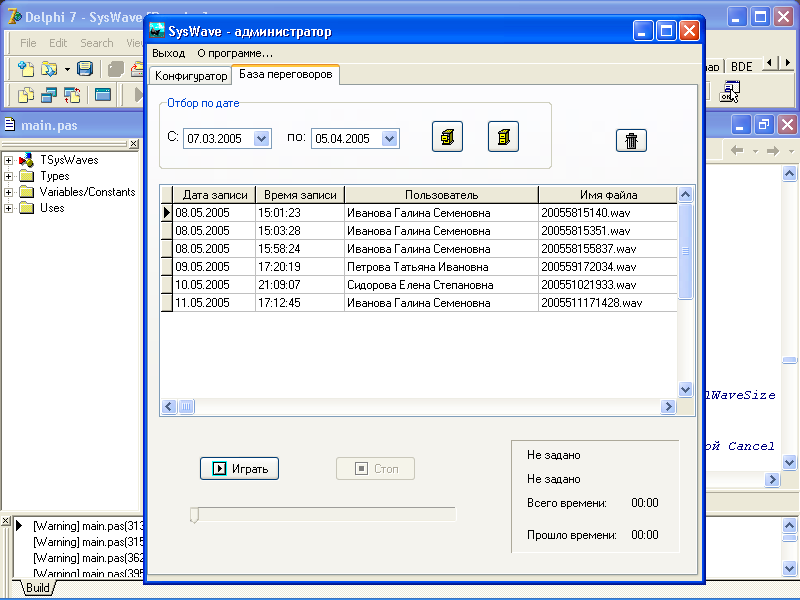 Delphi 7 - SysWave
File Edit Search
BDE
main.pas
TSysWaves
Types
Variables/Constants
Uses
SysWave - администратор
Выход О программе...
Конфигуратор База переговоров
Отбор по дате
С: 07.03.2005 по: 05.04.2005
Дата записи Время записи Пользователь Имя файла
08.05.2005 15:01:23 Иванова Галина Семеновна 20055815140.wav
08.05.2005 15:03:28 Иванова Галина Семеновна 20055815351.wav
08.05.2005 15:58:24 Иванова Галина Семеновна 200558155837.wav
09.05.2005 17:20:19 Петрова Татьяна Ивановна 200559172034.wav
10.05.2005 21:09:07 Сидорова Елена Степановна 200551021933.wav
11.05.2005 17:12:45 Иванова Галина Семеновна 2005511171428.wav
Играть Стоп
Не задано
Не задано
Всего времени: 00:00
Прошло времени: 00:00
lWaveSize
ой Cancel
[Warning] main.pas(313
[Warning] main.pas(315
[Warning] main.pas(362
[Warning] main.pas(395
Build